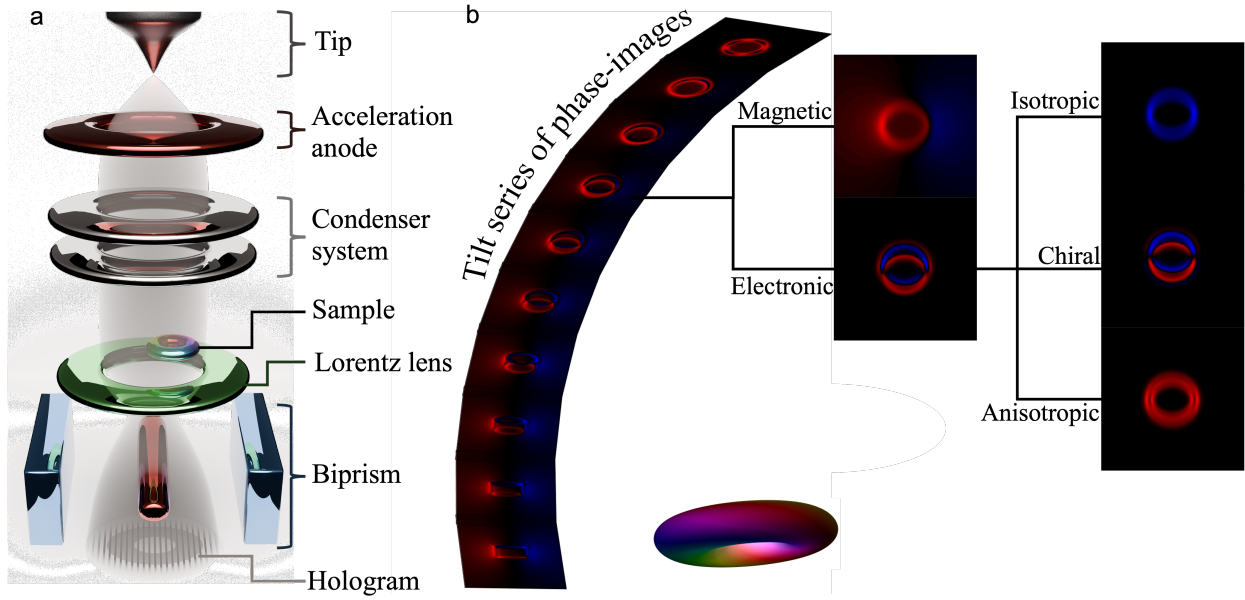 a
Tip
Acceleration
anode
Condenser
system
Sample
Lorentz lens
Biprism
Hologram
b
Tilt series of phase-images
Magnetic
Electronic
Isotropic
Chiral
Anisotropic